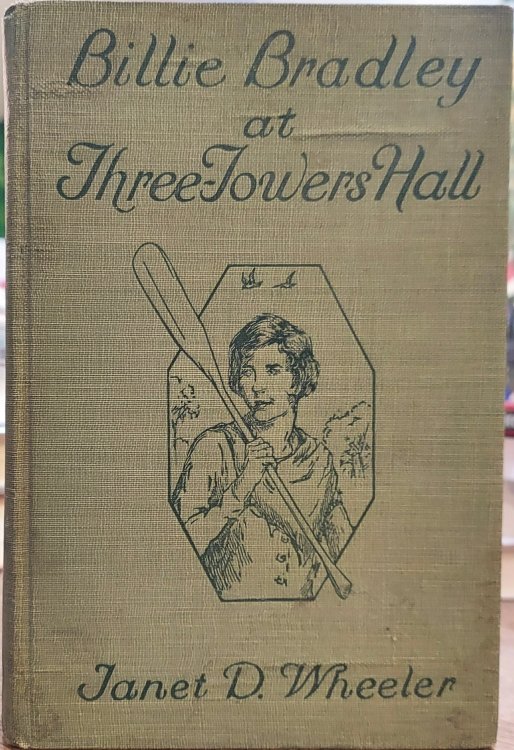 Billie Bradley
at
Three-Towers Hall
Janet D. Wheeler